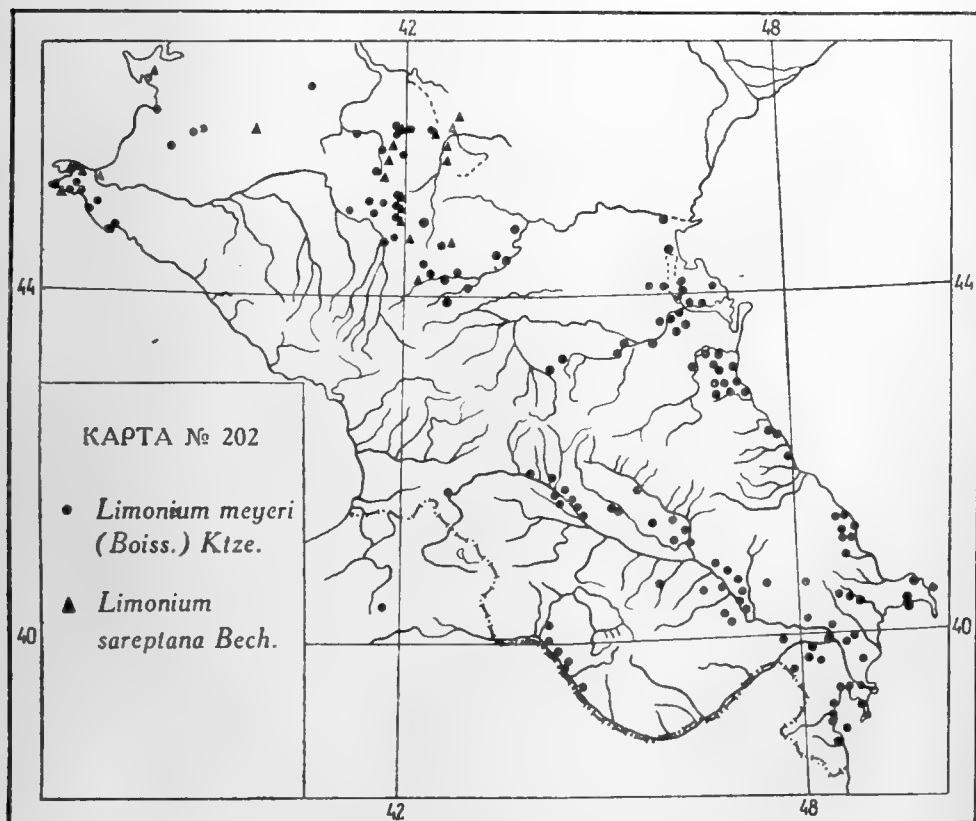 42 48
44 44
КАРТА № 202
Limonium meyeri
(Boiss.) Ktze.
Limonium
sareptana Bech.
40 40
42 48